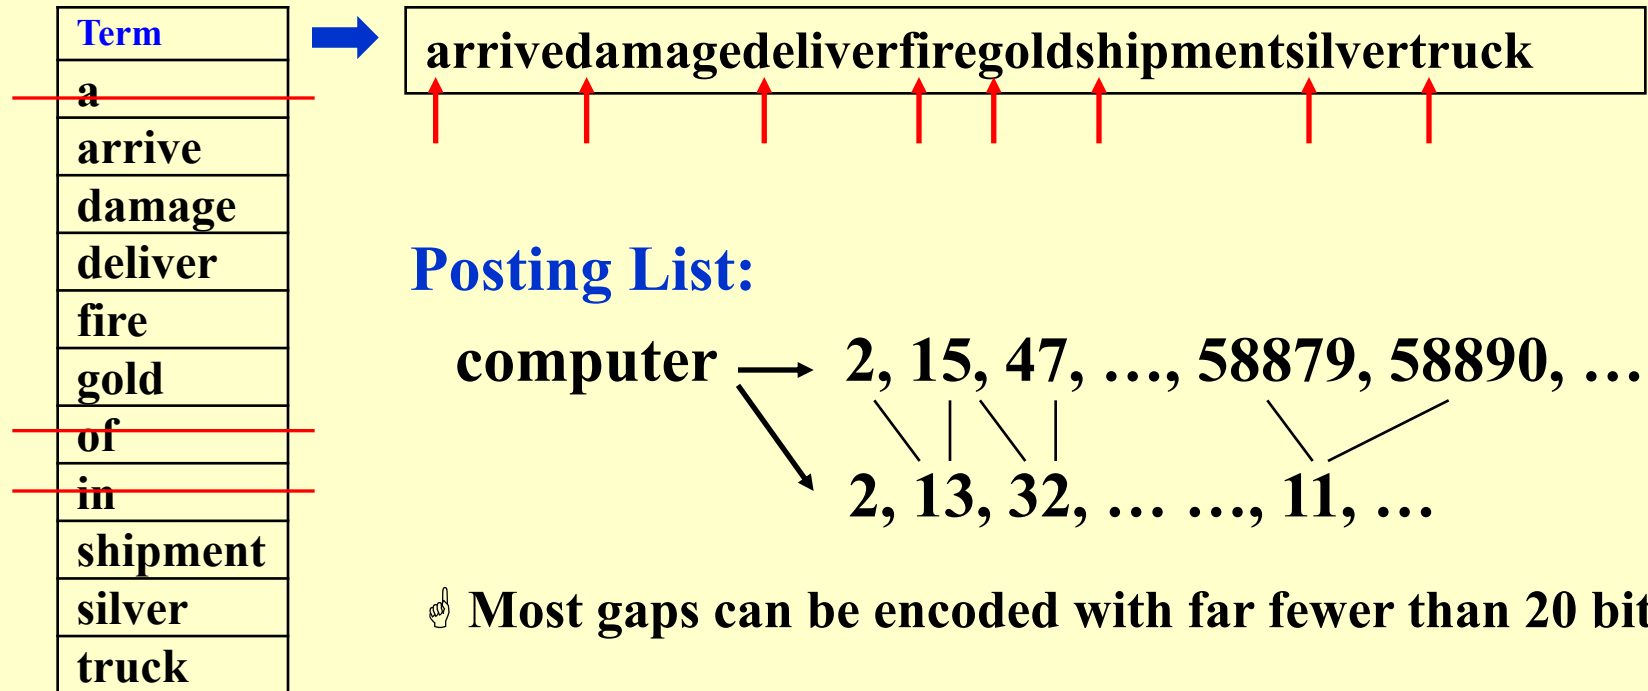 Term
a
arrive
damage
deliver
fire
gold
of
in
shipment
silver
truck
arrivedamagedeliverfiregoldshipmentsilvertruck
Posting List:
computer 2, 15, 47, …, 58879, 58890, …
2, 13, 32, … …, 11, …
☝ Most gaps can be encoded with far fewer than 20 bit